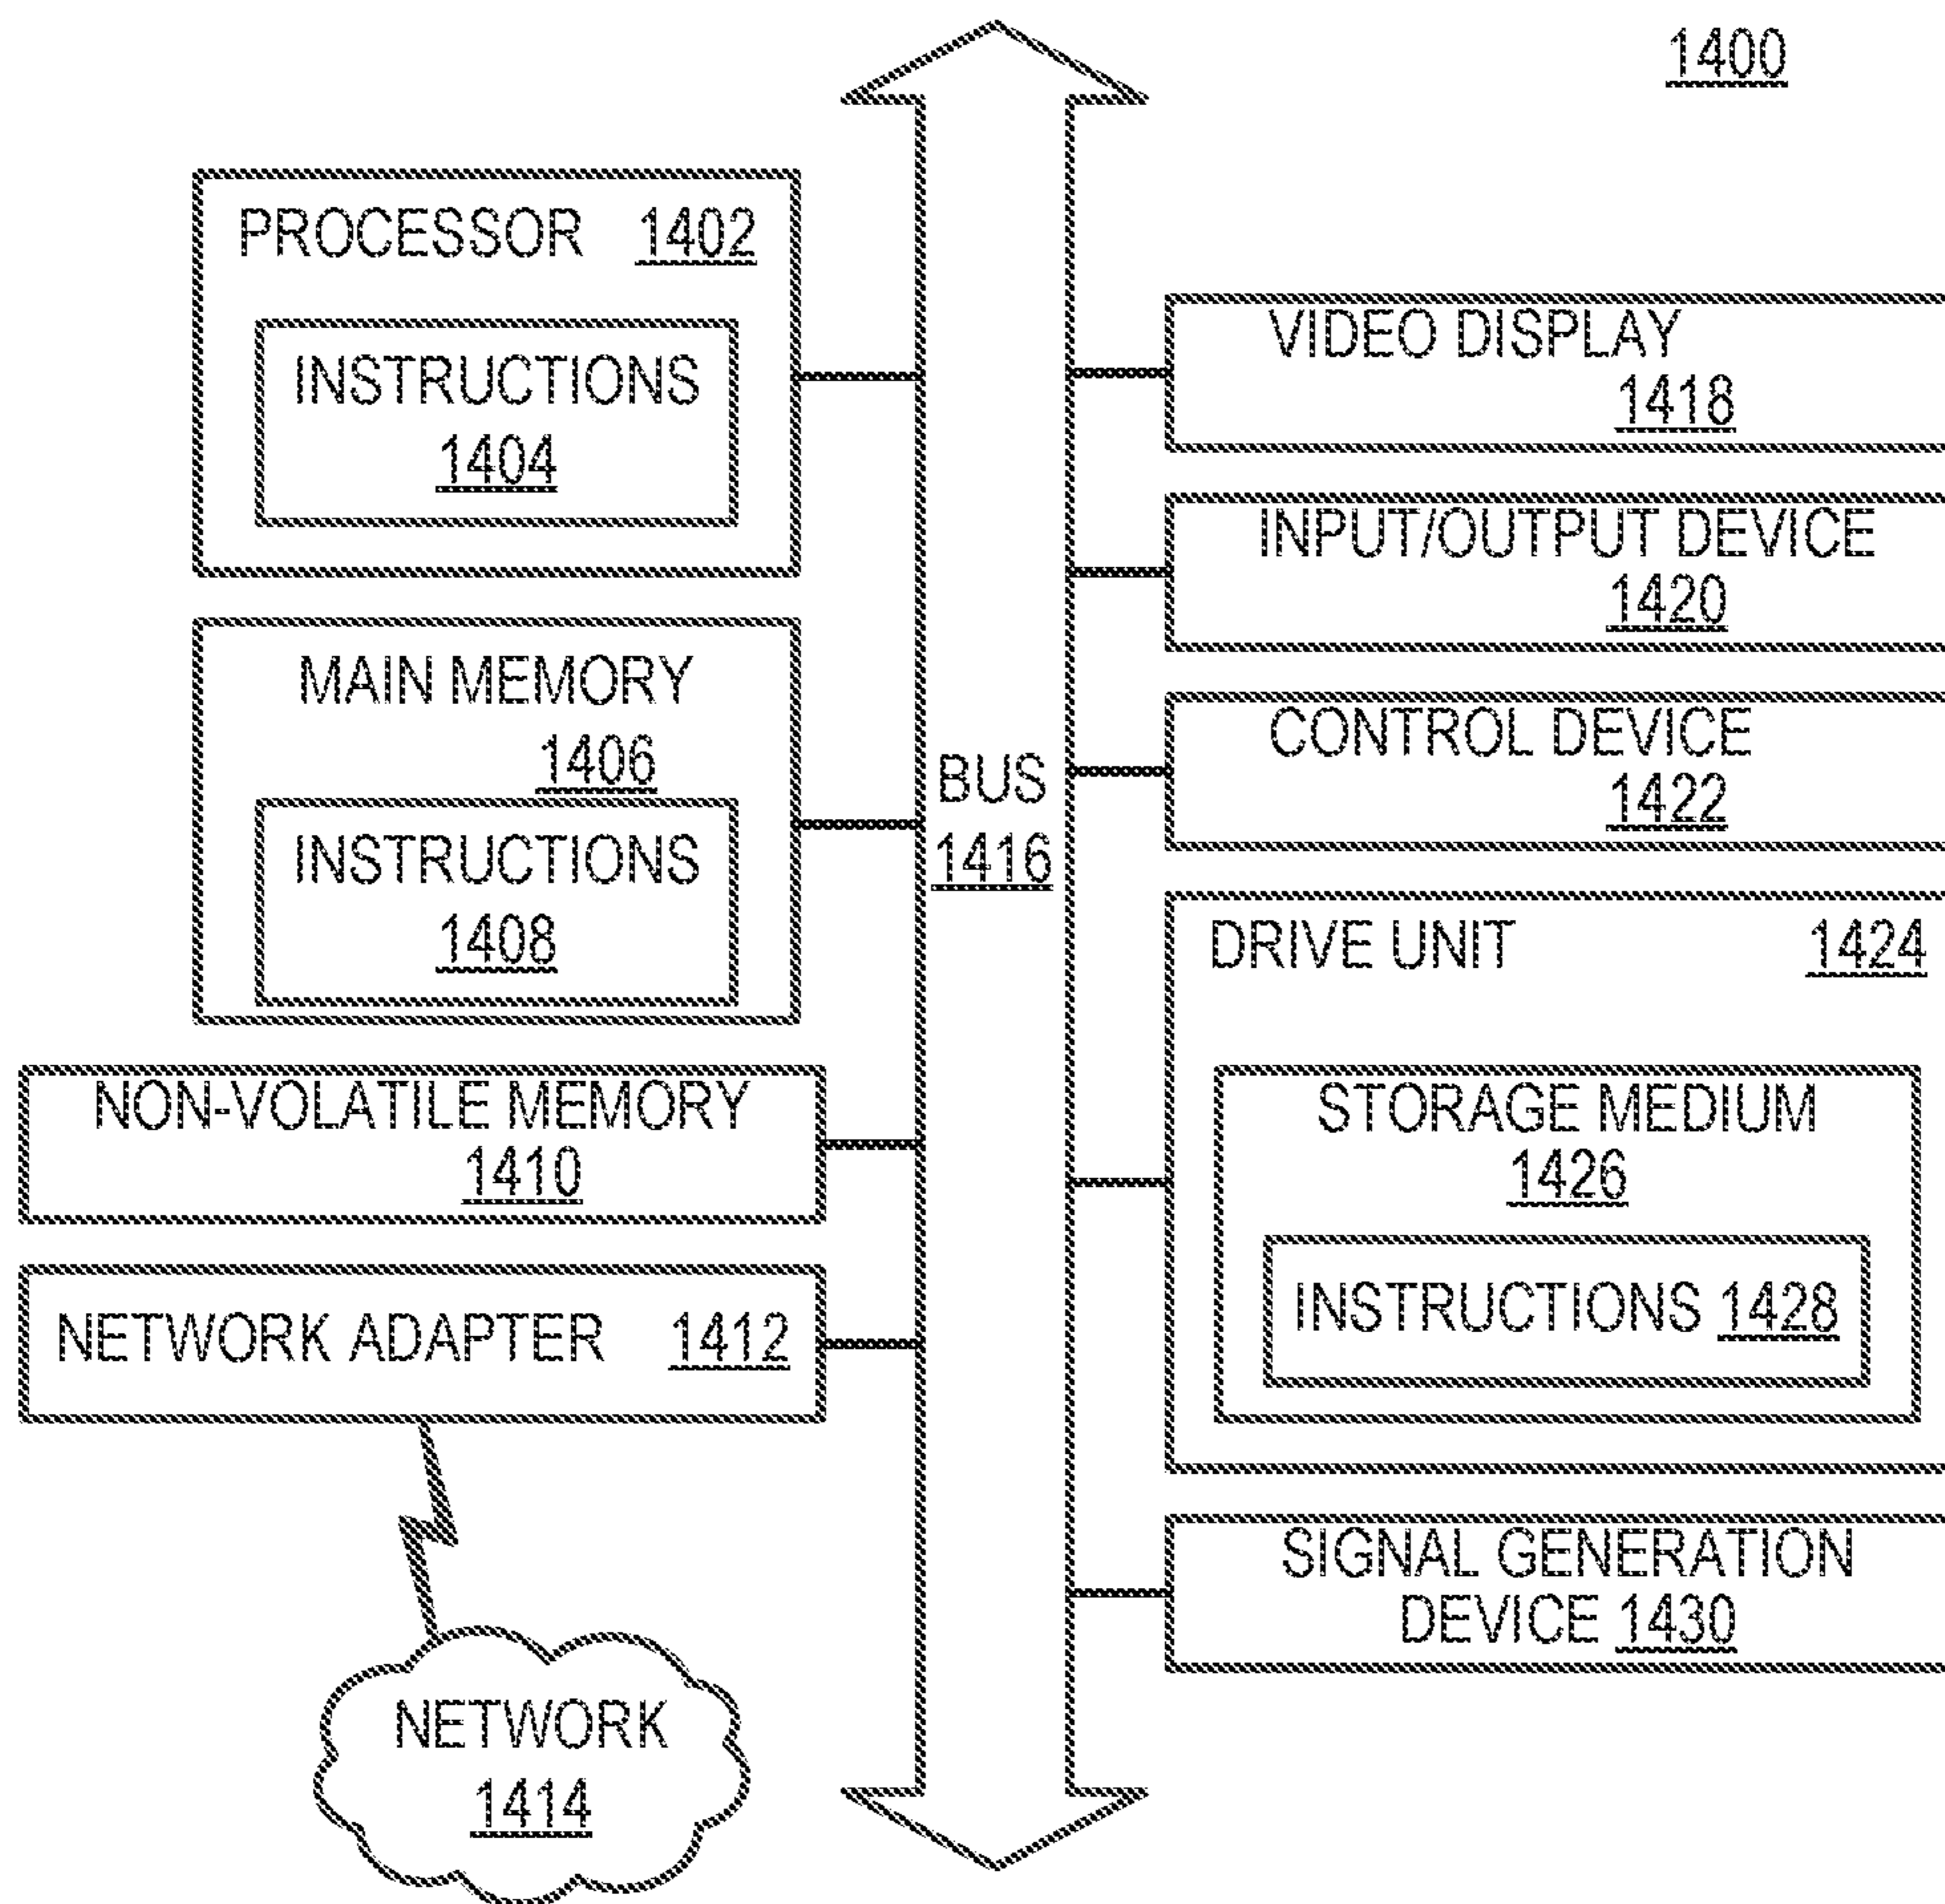 1400
PROCESSOR 1402
INSTRUCTIONS
1404
MAIN MEMORY
1406
INSTRUCTIONS
1408
NON-VOLATILE MEMORY
1410
NETWORK ADAPTER 1412
NETWORK
1414
BUS
1416
VIDEO DISPLAY
1418
INPUT/OUTPUT DEVICE
1420
CONTROL DEVICE
1422
DRIVE UNIT 1424
STORAGE MEDIUM
1426
INSTRUCTIONS 1428
SIGNAL GENERATION
DEVICE 1430